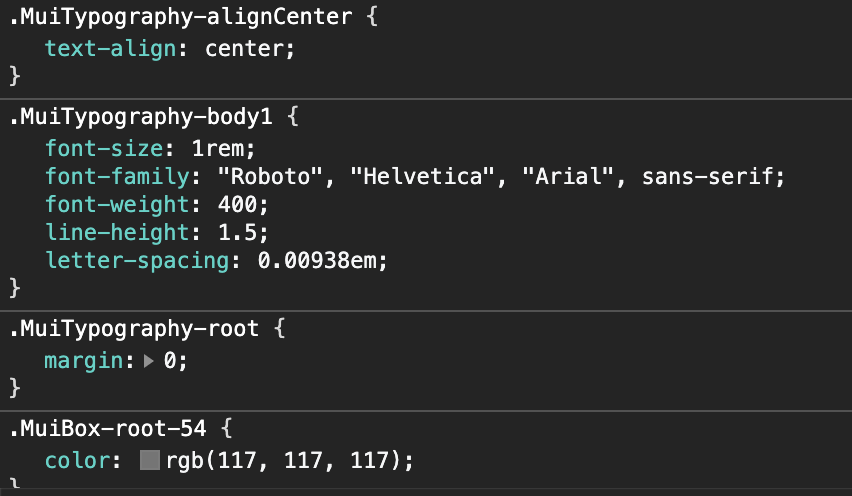 .MuiTypography-alignCenter {
text-align: center;
}
.MuiTypography-body1 {
font-size: 1rem;
font-family: "Roboto", "Helvetica", "Arial", sans-serif;
font-weight: 400;
line-height: 1.5;
letter-spacing: 0.00938em;
}
.MuiTypography-root {
margin: 0;
}
.MuiBox-root-54 {
color: rgb(117, 117, 117);
}